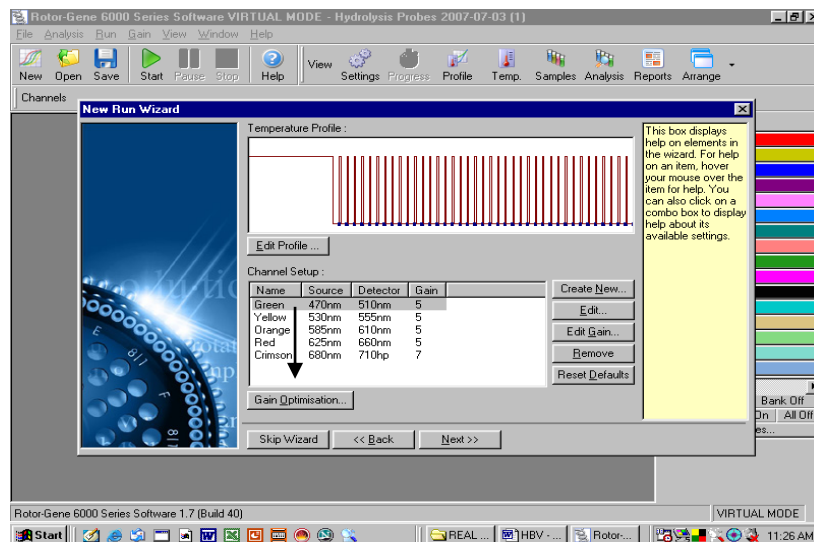 Rotor-Gene 6000 Series Software VIRTUAL MODE - Hydrolysis Probes 2007-07-03 (1)
File Analysis Run Gain View Window Help
New Open Save Start Pause Stop Help View Settings Progress Profile Temp. Samples Analysis Reports Arrange
Channels
New Run Wizard
Temperature Profile :
Edit Profile ...
Channel Setup :
Name Source Detector Gain
Green 470nm 510nm 5
Yellow 530nm 555nm 5
Orange 585nm 610nm 5
Red 625nm 660nm 5
Crimson 680nm 710hp 7
Create New...
Edit...
Edit Gain...
Remove
Reset Defaults
Gain Optimisation...
Skip Wizard << Back Next >>
This box displays
help on elements in
the wizard. For help
on an item, hover
your mouse over the
item for help. You
can also click on a
combo box to display
help about its
available settings.
Bank Off
On All Off
es...
Rotor-Gene 6000 Series Software 1.7 (Build 40) VIRTUAL MODE
Start REAL ... HBV - ... Rotor-... 11:26 AM